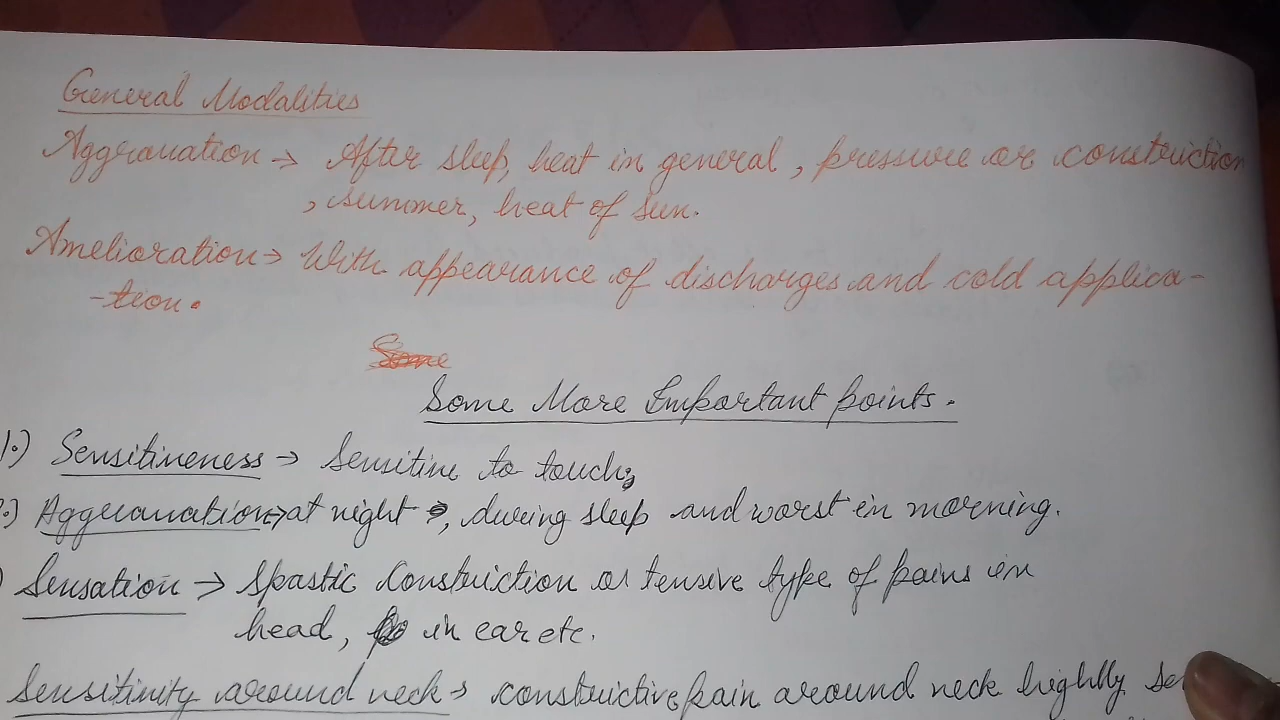 General Modalities
Aggravation → After sleep, heat in general, pressure or constriction
, summer, heat of sun.
Amelioration → With appearance of discharges and cold applica-
-tion.
Some
Some More Important points.
1.) Sensitiveness → Sensitive to touch,
2.) Aggravation → at night, during sleep and worst in morning.
) Sensation → Spastic constriction or tensive type of pains in
head, in ear etc.
Sensitivity around neck → constrictive pain around neck highly se